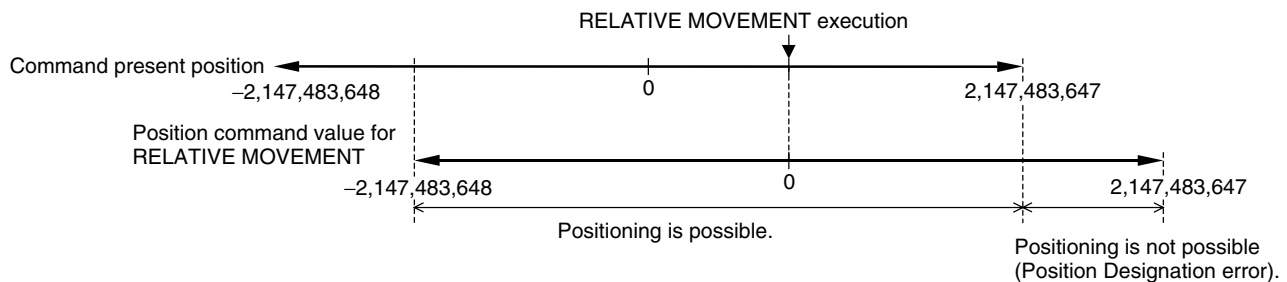 RELATIVE MOVEMENT execution
Command present position
−2,147,483,648
0
2,147,483,647
Position command value for
RELATIVE MOVEMENT
−2,147,483,648
0
2,147,483,647
Positioning is possible.
Positioning is not possible
(Position Designation error).